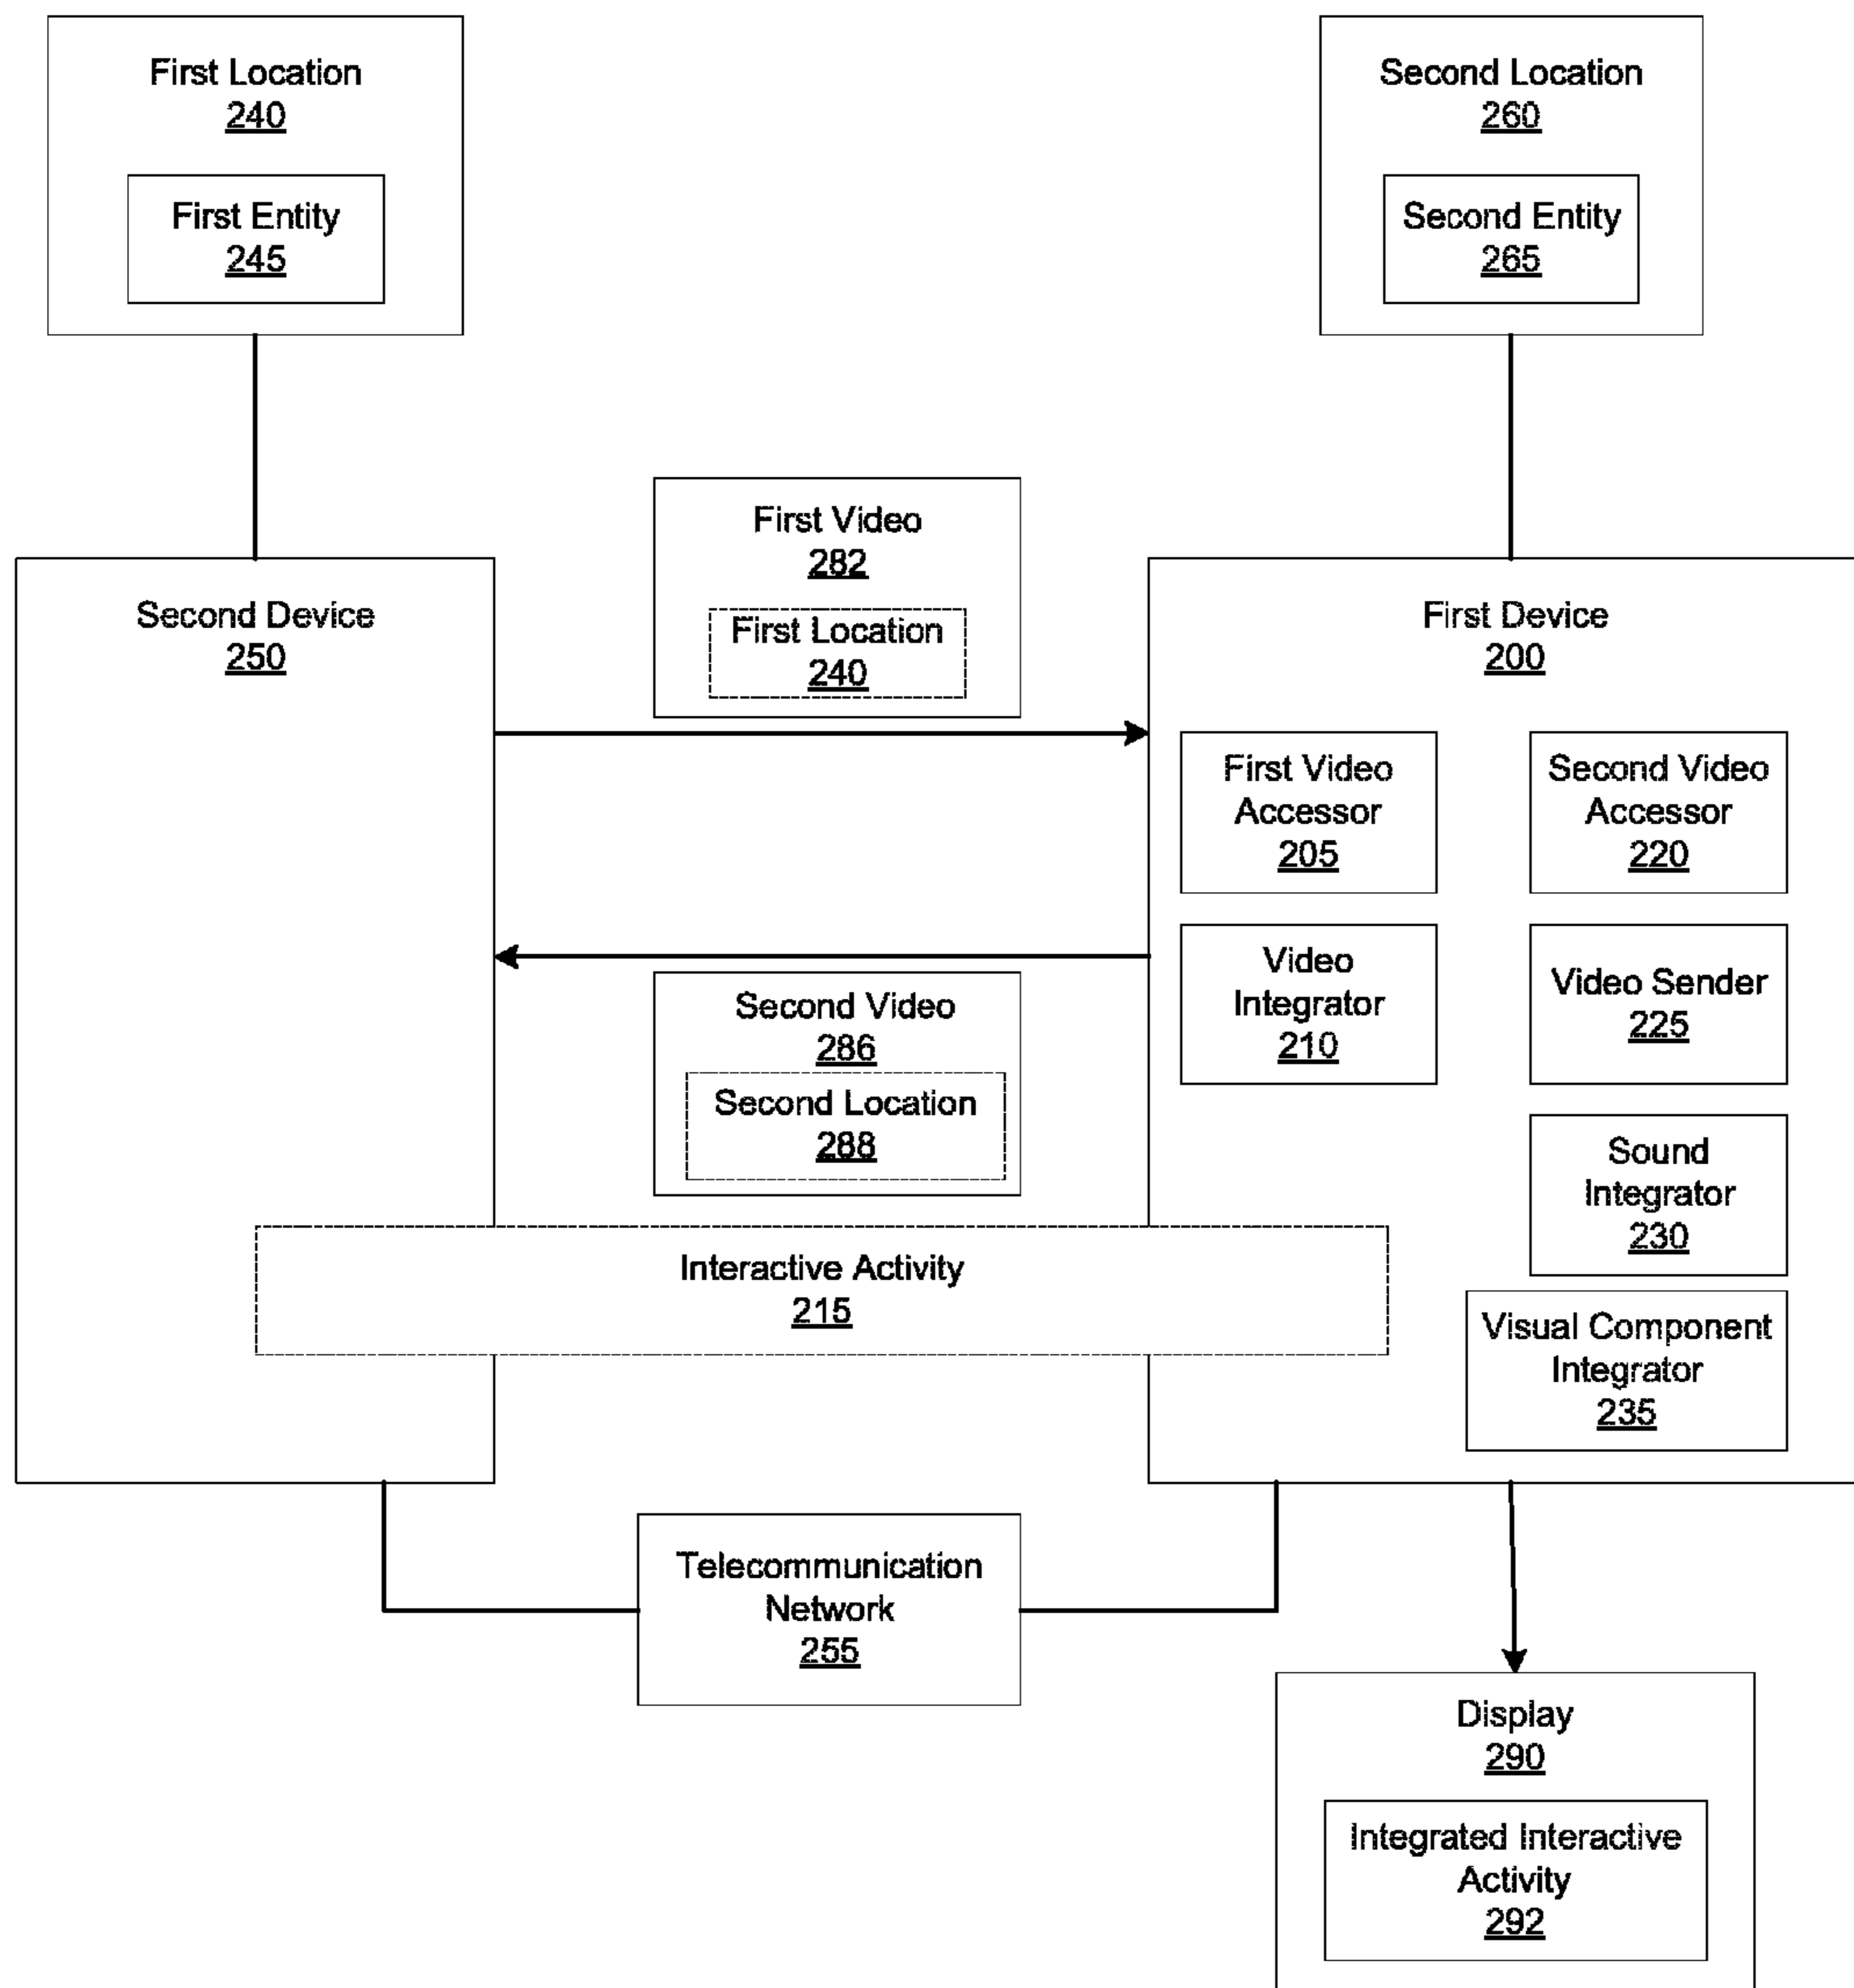 First Location
240
First Entity
245
Second Location
260
Second Entity
265
First Video
282
First Location
240
Second Device
250
First Device
200
First Video
Accessor
205
Second Video
Accessor
220
Video
Integrator
210
Video Sender
225
Second Video
286
Second Location
288
Sound
Integrator
230
Interactive Activity
215
Visual Component
Integrator
235
Telecommunication
Network
255
Display
290
Integrated Interactive
Activity
292